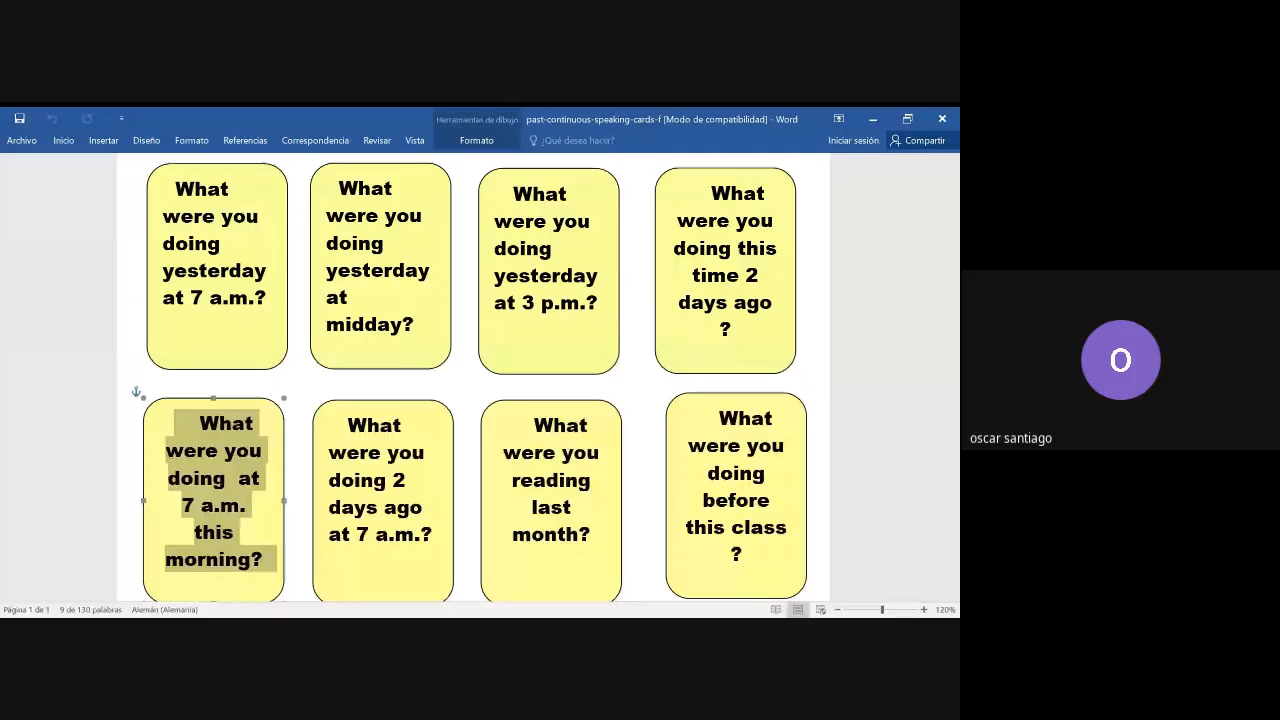 Herramientas de dibujo
past-continuous-speaking-cards-f [Modo de compatibilidad] - Word
Archivo Inicio Insertar Diseño Formato Referencias Correspondencia Revisar Vista Formato ¿Qué desea hacer? Iniciar sesión Compartir
What
were you
doing
yesterday
at 7 a.m.?
What
were you
doing
yesterday
at
midday?
What
were you
doing
yesterday
at 3 p.m.?
What
were you
doing this
time 2
days ago
?
What
were you
doing at
7 a.m.
this
morning?
What
were you
doing 2
days ago
at 7 a.m.?
What
were you
reading
last
month?
What
were you
doing
before
this class
?
Página 1 de 1 9 de 130 palabras Alemán (Alemania) 120%
O
oscar santiago